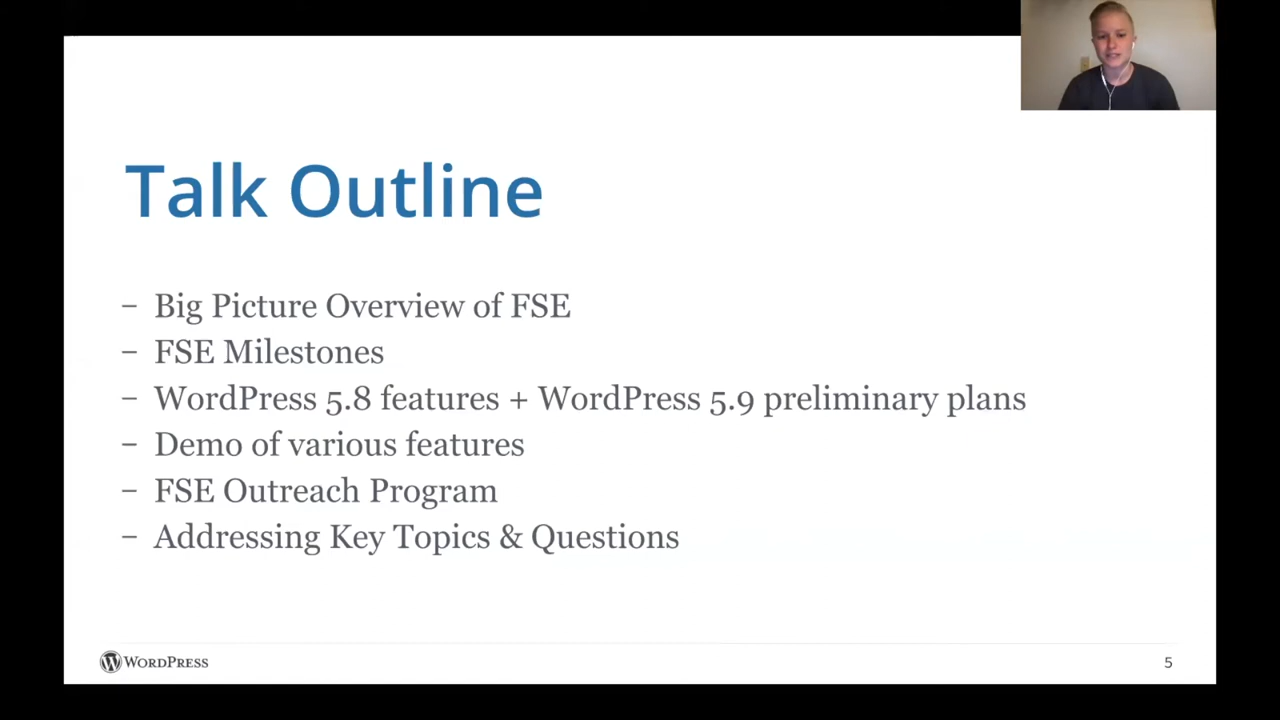 Talk Outline
– Big Picture Overview of FSE
– FSE Milestones
– WordPress 5.8 features + WordPress 5.9 preliminary plans
– Demo of various features
– FSE Outreach Program
– Addressing Key Topics & Questions
WORDPRESS
5